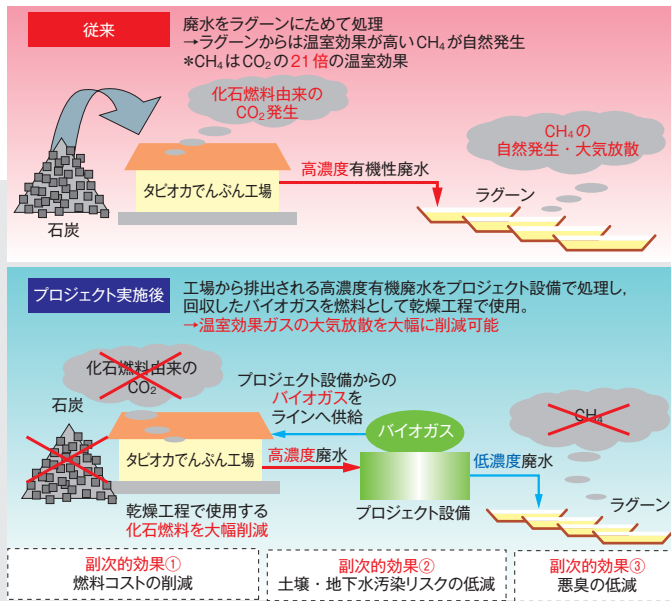 従来
廃水をラグーンにためて処理
→ラグーンからは温室効果が高いCH₄が自然発生
*CH₄はCO₂の21倍の温室効果
化石燃料由来の
CO₂発生
CH₄の
自然発生・大気放散
高濃度有機性廃水
タピオカでんぷん工場
ラグーン
石炭
プロジェクト実施後
工場から排出される高濃度有機廃水をプロジェクト設備で処理し,
回収したバイオガスを燃料として乾燥工程で使用。
→温室効果ガスの大気放散を大幅に削減可能
化石燃料由来の
CO₂
プロジェクト設備からの
バイオガスを
ラインへ供給
石炭
CH₄
バイオガス
タピオカでんぷん工場
高濃度廃水
低濃度廃水
プロジェクト設備
ラグーン
乾燥工程で使用する
化石燃料を大幅削減
副次的効果①
燃料コストの削減
副次的効果②
土壌・地下水汚染リスクの低減
副次的効果③
悪臭の低減